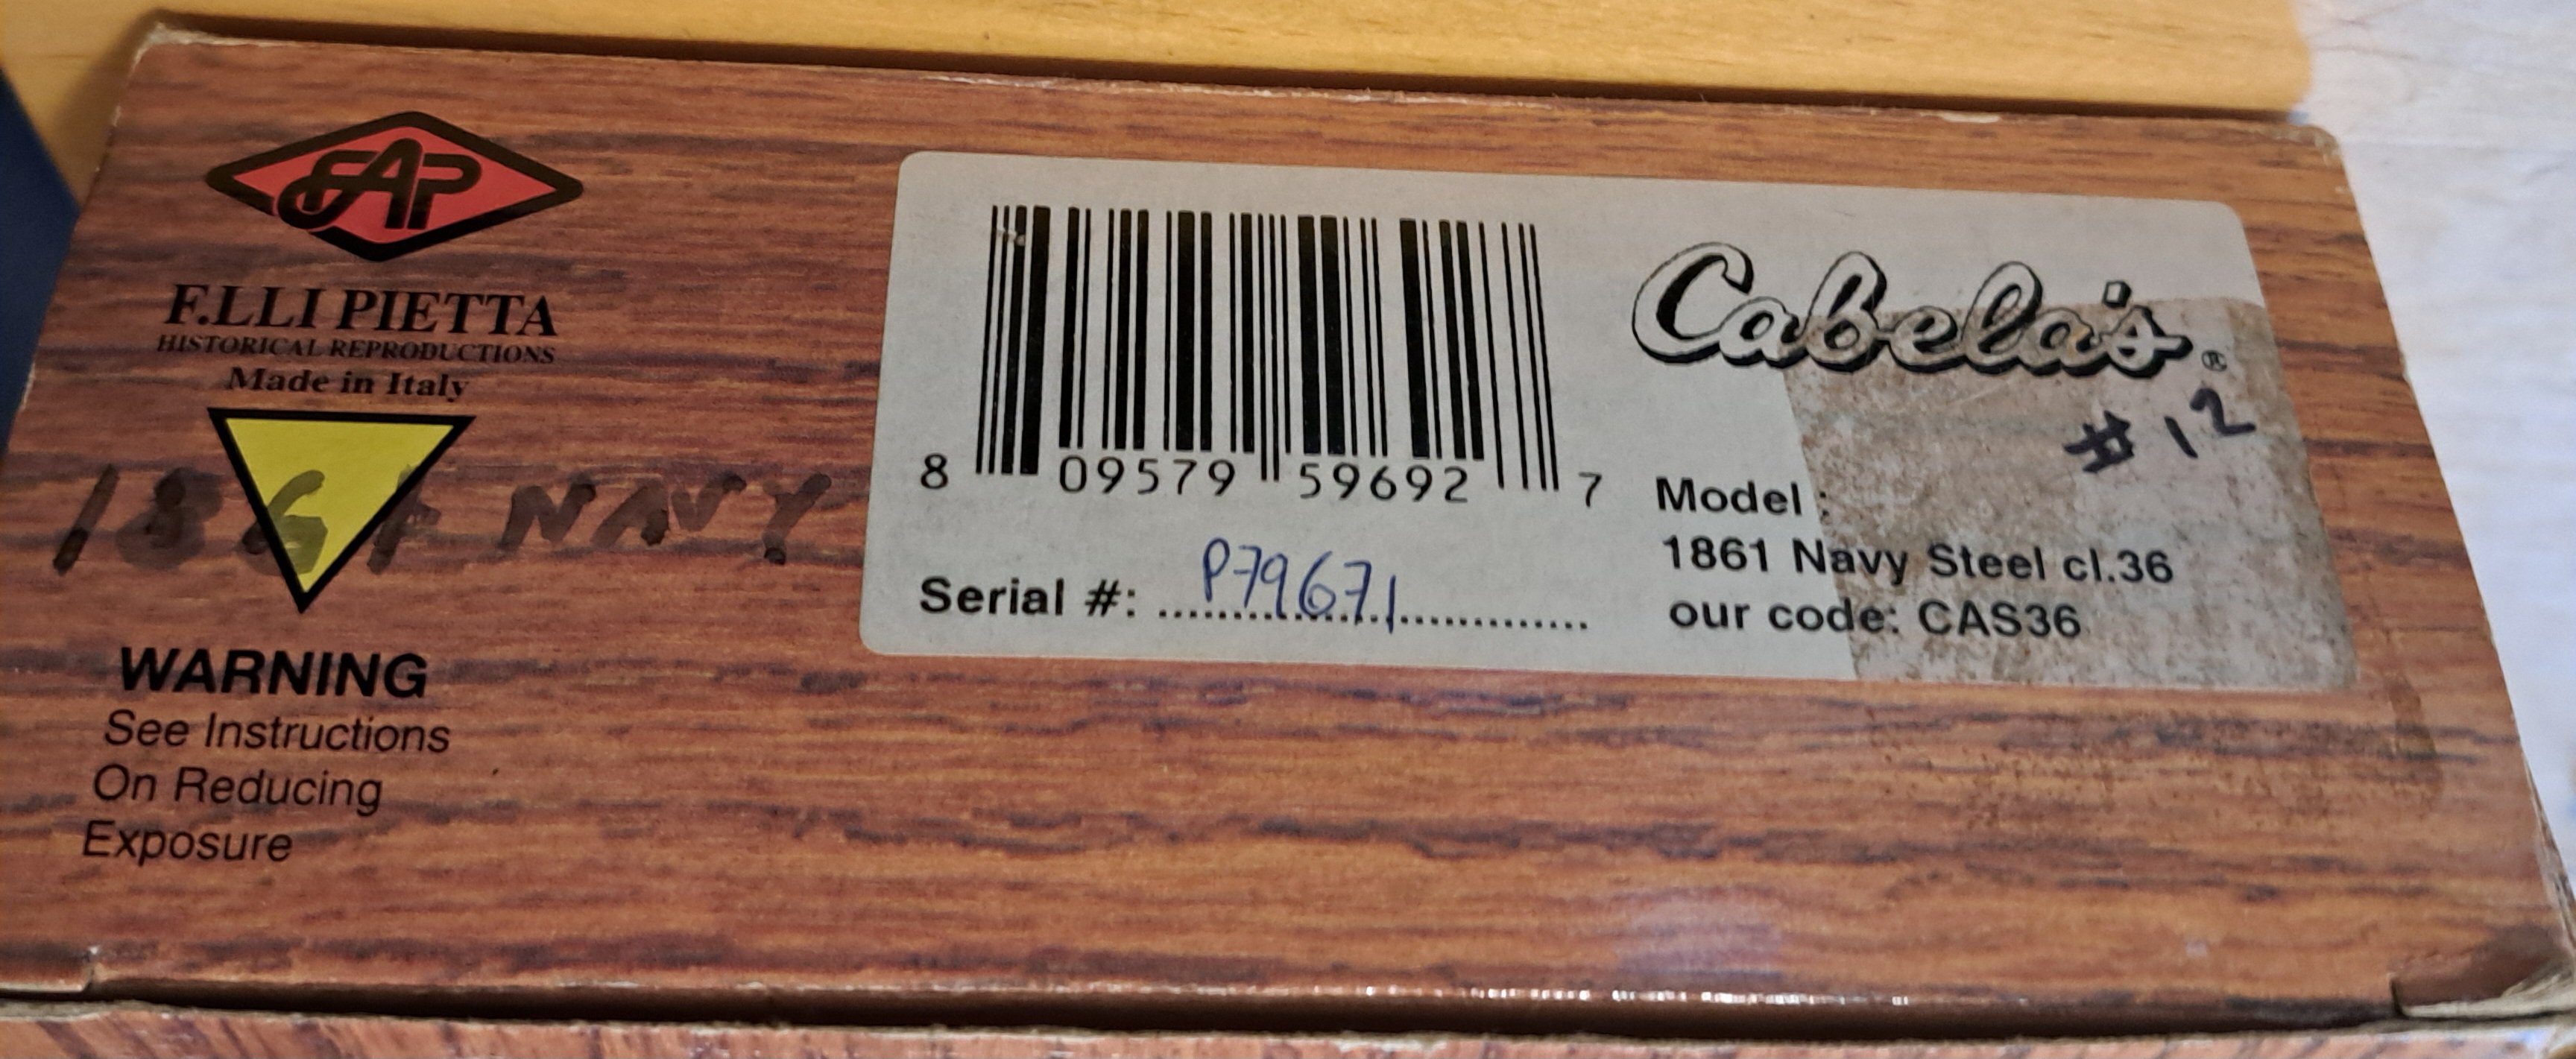 FAP
F.LLI PIETTA
HISTORICAL REPRODUCTIONS
Made in Italy
1861 NAVY
WARNING
See Instructions
On Reducing
Exposure
8 09579 59692 7
Serial #: P79671
Cabela's®
#12
Model :
1861 Navy Steel cl.36
our code: CAS36